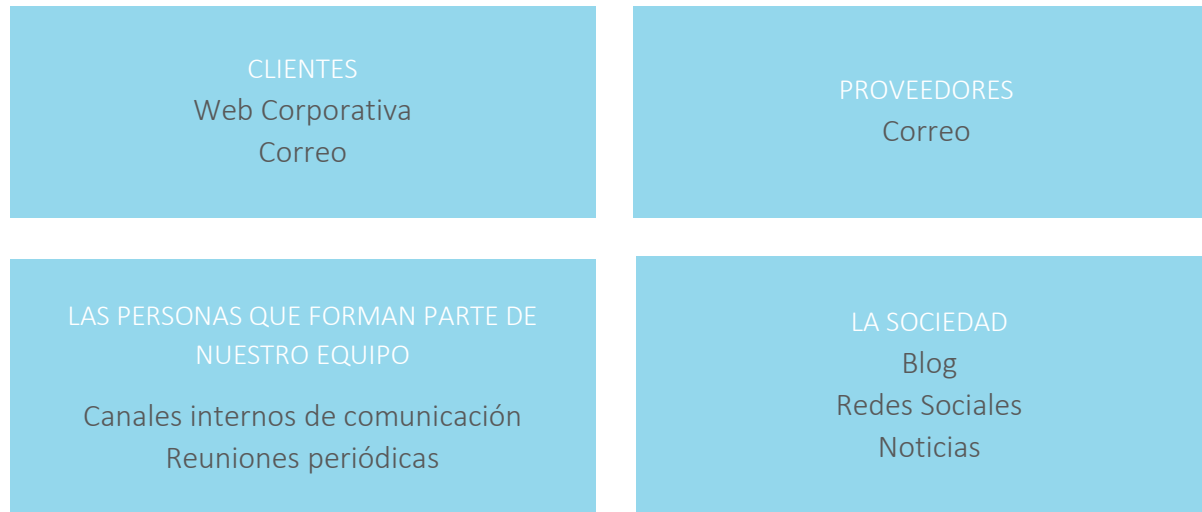 CLIENTES
Web Corporativa
Correo
PROVEEDORES
Correo
LAS PERSONAS QUE FORMAN PARTE DE
NUESTRO EQUIPO
Canales internos de comunicación
Reuniones periódicas
LA SOCIEDAD
Blog
Redes Sociales
Noticias